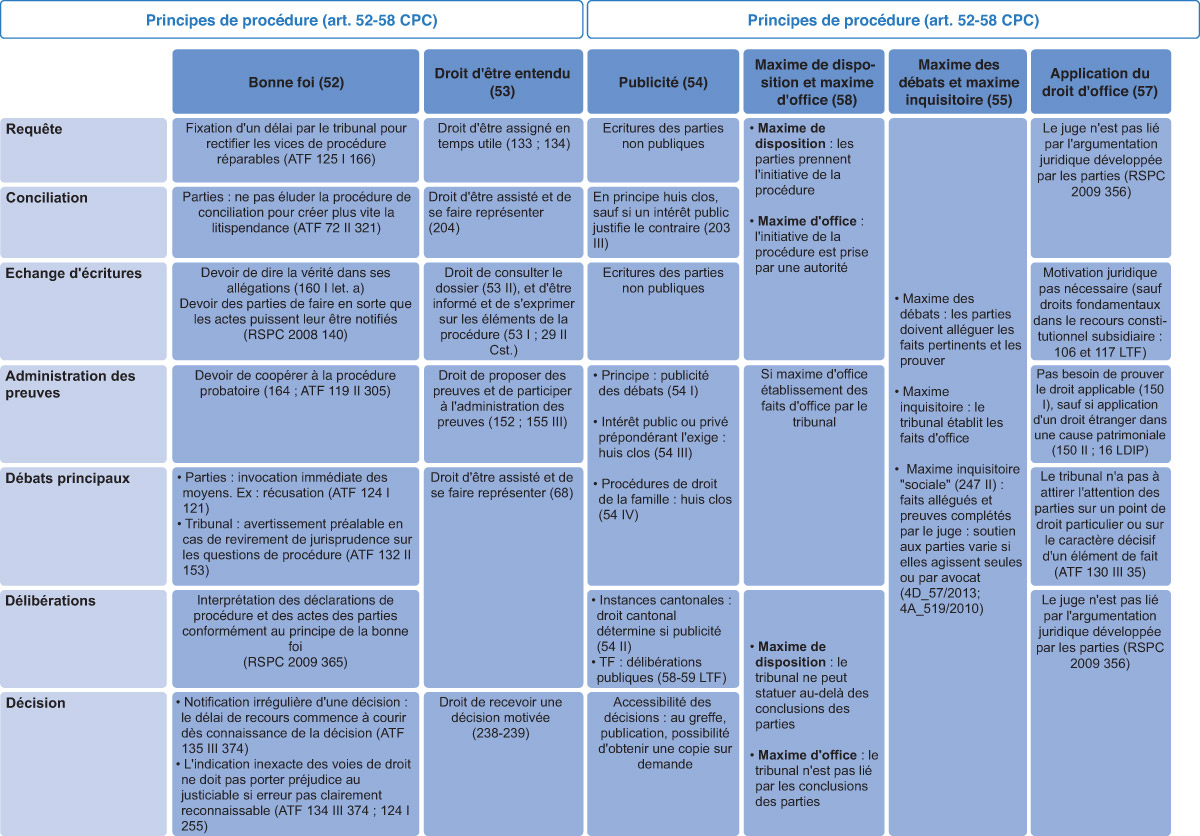 Principes de procédure (art. 52-58 CPC)
Principes de procédure (art. 52-58 CPC)
Bonne foi (52)
Droit d'être entendu
(53)
Publicité (54)
Maxime de dispo-
sition et maxime
d'office (58)
Maxime des
débats et maxime
inquisitoire (55)
Application du
droit d'office (57)
Requête
Fixation d'un délai par le tribunal pour
rectifier les vices de procédure
réparables (ATF 125 I 166)
Droit d'être assigné en
temps utile (133 ; 134)
Ecritures des parties
non publiques
• Maxime de
disposition : les
parties prennent
l'initiative de la
procédure
• Maxime d'office :
l'initiative de la
procédure est prise
par une autorité
• Maxime des
débats : les parties
doivent alléguer les
faits pertinents et les
prouver
• Maxime
inquisitoire : le
tribunal établit les
faits d'office
• Maxime inquisitoire
"sociale" (247 II) :
faits allégués et
preuves complétés
par le juge : soutien
aux parties varie si
elles agissent seules
ou par avocat
(4D_57/2013;
4A_519/2010)
Le juge n'est pas lié
par l'argumentation
juridique développée
par les parties (RSPC
2009 356)
Conciliation
Parties : ne pas éluder la procédure de
conciliation pour créer plus vite la
litispendance (ATF 72 II 321)
Droit d'être assisté et de
se faire représenter
(204)
En principe huis clos,
sauf si un intérêt public
justifie le contraire (203
III)
Echange d'écritures
Devoir de dire la vérité dans ses
allégations (160 I let. a)
Devoir des parties de faire en sorte que
les actes puissent leur être notifiés
(RSPC 2008 140)
Droit de consulter le
dossier (53 II), et d'être
informé et de s'exprimer
sur les éléments de la
procédure (53 I ; 29 II
Cst.)
Ecritures des parties
non publiques
Motivation juridique
pas nécessaire (sauf
droits fondamentaux
dans le recours consti-
tutionnel subsidiaire :
106 et 117 LTF)
Administration des
preuves
Devoir de coopérer à la procédure
probatoire (164 ; ATF 119 II 305)
Droit de proposer des
preuves et de participer
à l'administration des
preuves (152 ; 155 III)
• Principe : publicité
des débats (54 I)
• Intérêt public ou privé
prépondérant l'exige :
huis clos (54 III)
• Procédures de droit
de la famille : huis clos
(54 IV)
Si maxime d'office
établissement des
faits d'office par le
tribunal
Pas besoin de prouver
le droit applicable (150
I), sauf si application
d'un droit étranger dans
une cause patrimoniale
(150 II ; 16 LDIP)
Débats principaux
• Parties : invocation immédiate des
moyens. Ex : récusation (ATF 124 I
121)
• Tribunal : avertissement préalable en
cas de revirement de jurisprudence sur
les questions de procédure (ATF 132 II
153)
Droit d'être assisté et de
se faire représenter (68)
Le tribunal n'a pas à
attirer l'attention des
parties sur un point de
droit particulier ou sur
le caractère décisif
d'un élément de fait
(ATF 130 III 35)
Délibérations
Interprétation des déclarations de
procédure et des actes des parties
conformément au principe de la bonne
foi
(RSPC 2009 365)
• Instances cantonales :
droit cantonal
détermine si publicité
(54 II)
• TF : délibérations
publiques (58-59 LTF)
• Maxime de
disposition : le
tribunal ne peut
statuer au-delà des
conclusions des
parties
• Maxime d'office : le
tribunal n'est pas lié
par les conclusions
des parties
Le juge n'est pas lié
par l'argumentation
juridique développée
par les parties (RSPC
2009 356)
Décision
• Notification irrégulière d'une décision :
le délai de recours commence à courir
dès connaissance de la décision (ATF
135 III 374)
• L'indication inexacte des voies de droit
ne doit pas porter préjudice au
justiciable si erreur pas clairement
reconnaissable (ATF 134 III 374 ; 124 I
255)
Droit de recevoir une
décision motivée
(238-239)
Accessibilité des
décisions : au greffe,
publication, possibilité
d'obtenir une copie sur
demande